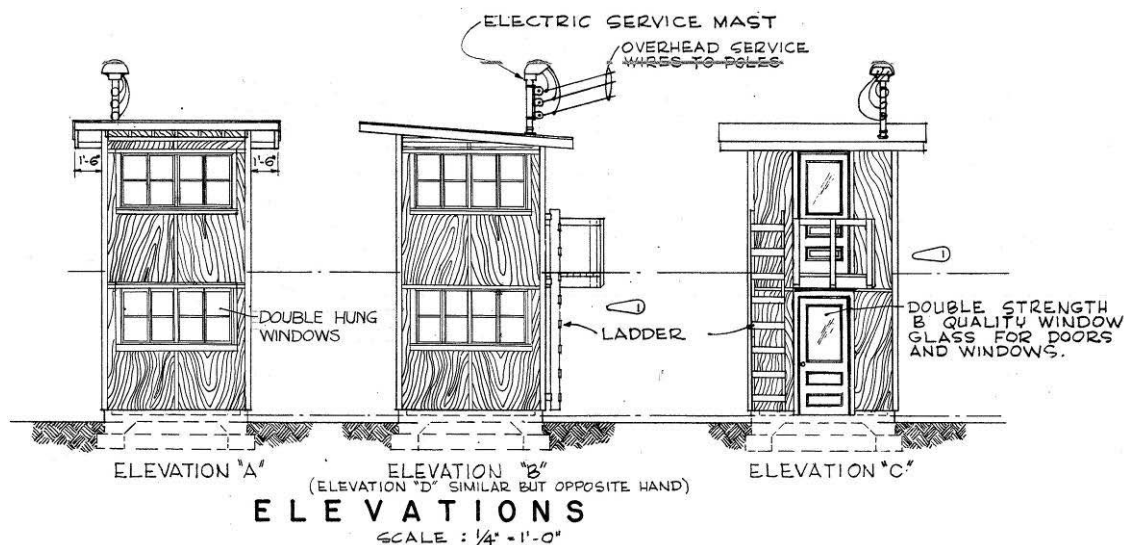 ELECTRIC SERVICE MAST
OVERHEAD SERVICE
WIRES TO POLES
1'-6"
1'-6"
DOUBLE HUNG
WINDOWS
1
LADDER
1
DOUBLE STRENGTH
B QUALITY WINDOW
GLASS FOR DOORS
AND WINDOWS.
ELEVATION "A"
ELEVATION "B"
(ELEVATION "D" SIMILAR BUT OPPOSITE HAND)
ELEVATION "C"
ELEVATIONS
SCALE : 1/4" = 1'-0"